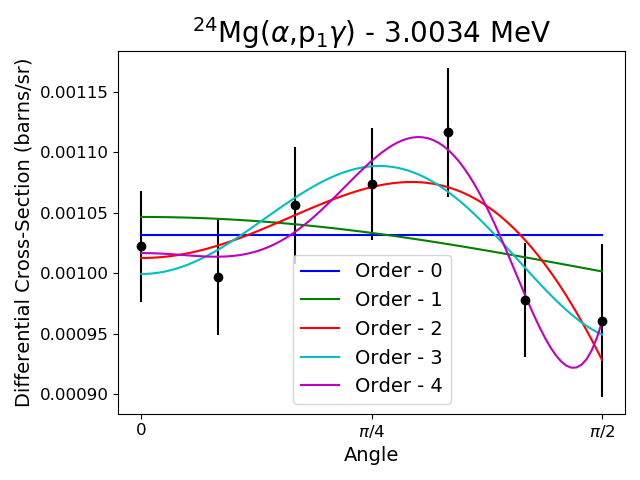 ²⁴Mg(α,p₁γ) - 3.0034 MeV
Differential Cross-Section (barns/sr)
0.00115
0.00110
0.00105
0.00100
0.00095
0.00090
Order - 0
Order - 1
Order - 2
Order - 3
Order - 4
0
π/4
π/2
Angle